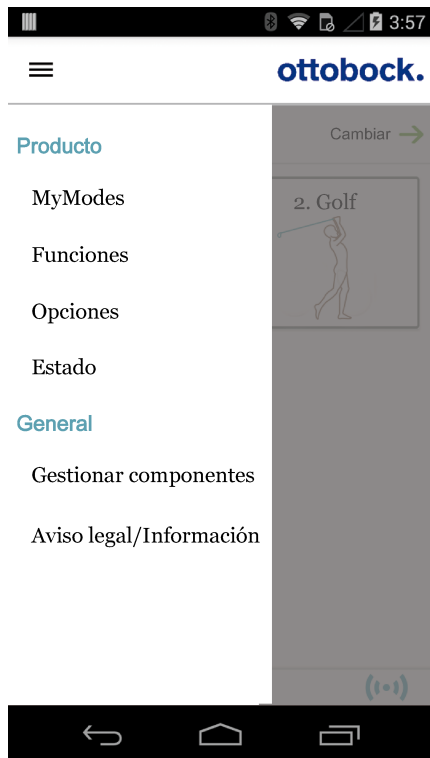 3:57
ottobock.
Producto
MyModes
Funciones
Opciones
Estado
General
Gestionar componentes
Aviso legal/Información
Cambiar
2. Golf